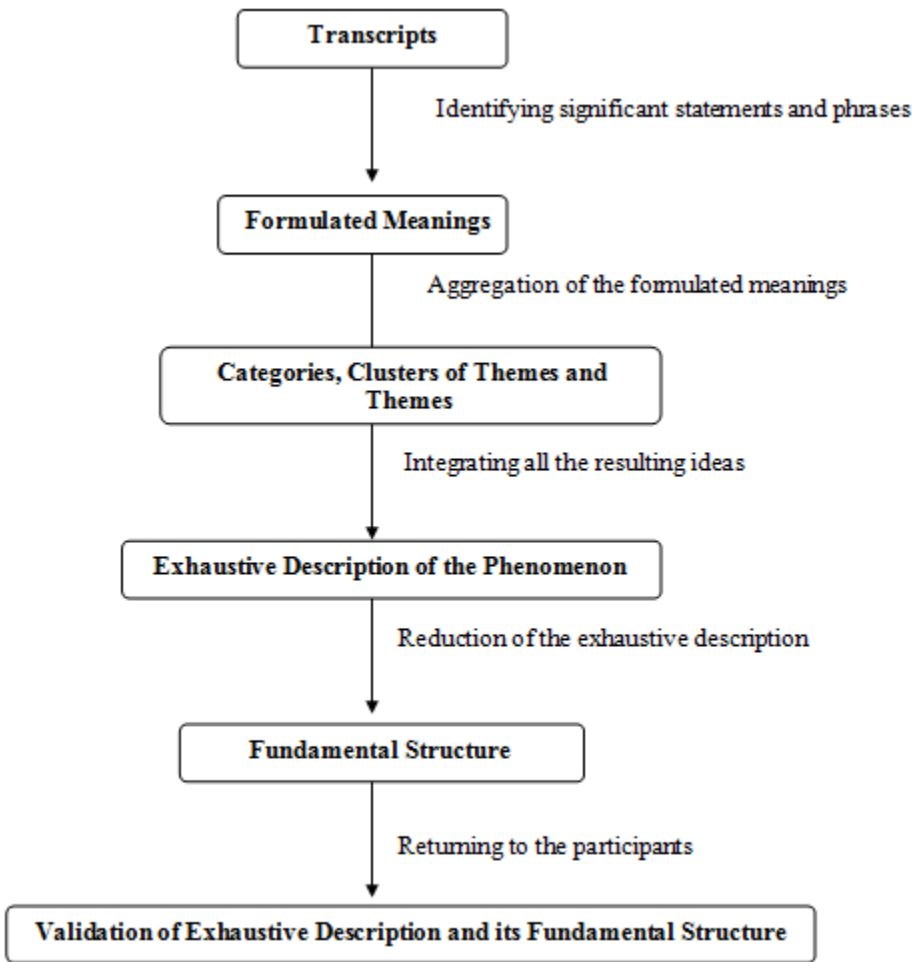 Transcripts
Identifying significant statements and phrases
Formulated Meanings
Aggregation of the formulated meanings
Categories, Clusters of Themes and
Themes
Integrating all the resulting ideas
Exhaustive Description of the Phenomenon
Reduction of the exhaustive description
Fundamental Structure
Returning to the participants
Validation of Exhaustive Description and its Fundamental Structure